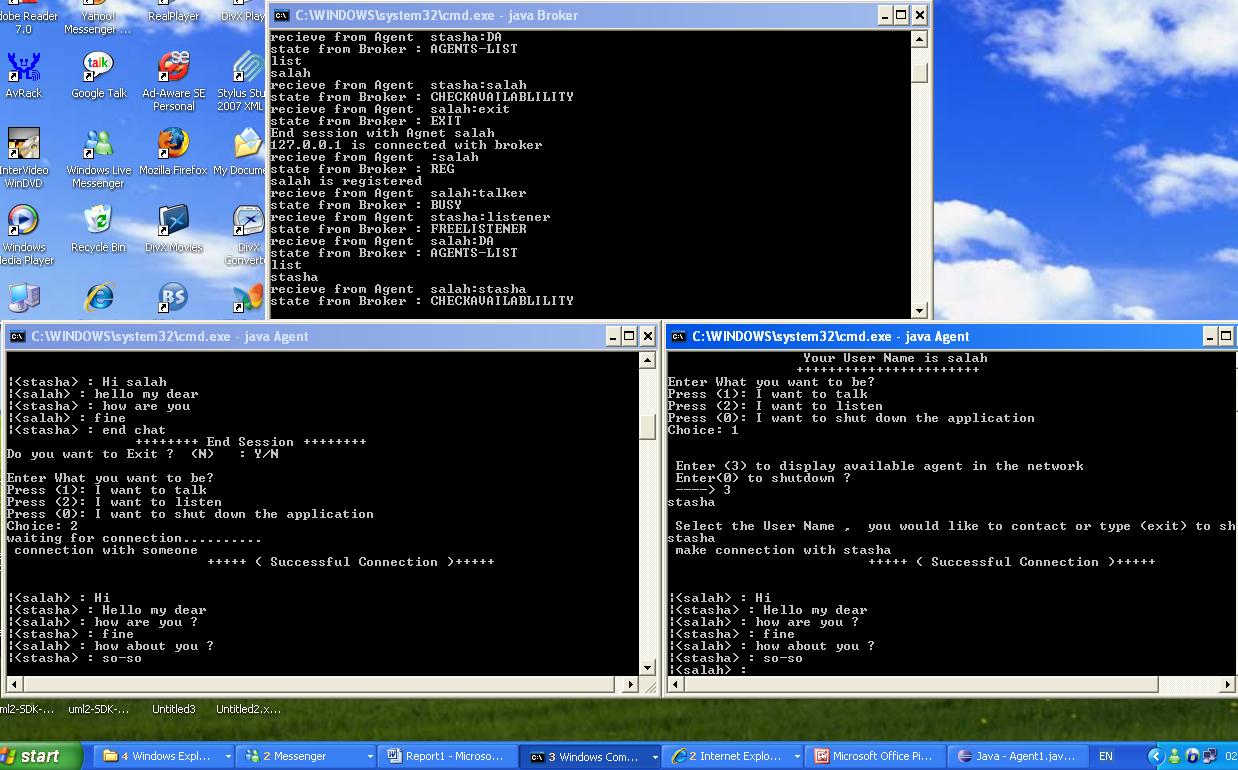 dobe Reader
7.0
Yahoo!
Messenger ...
RealPlayer
DivX Play
AvRack
Google Talk
Ad-Aware SE
Personal
Stylus Stu
2007 XML
InterVideo
WinDVD
Windows Live
Messenger
Mozilla Firefox
My Docume
Windows
edia Player
Recycle Bin
DivX Movies
DivX
Converte
talk
SE
BS
C:\WINDOWS\system32\cmd.exe - java Broker
recieve from Agent  stasha:DA
state from Broker : AGENTS-LIST
list
salah
recieve from Agent  stasha:salah
state from Broker : CHECKAVAILABLILITY
recieve from Agent  salah:exit
state from Broker : EXIT
End session with Agnet salah
127.0.0.1 is connected with broker
recieve from Agent  :salah
state from Broker : REG
salah is registered
recieve from Agent  salah:talker
state from Broker : BUSY
recieve from Agent  stasha:listener
state from Broker : FREELISTENER
recieve from Agent  salah:DA
state from Broker : AGENTS-LIST
list
stasha
recieve from Agent  salah:stasha
state from Broker : CHECKAVAILABLILITY
C:\WINDOWS\system32\cmd.exe - java Agent
¦<stasha> : Hi salah
¦<salah> : hello my dear
¦<stasha> : how are you
¦<salah> : fine
¦<stasha> : end chat
++++++++ End Session ++++++++
Do you want to Exit ?  (N)   : Y/N
Enter What you want to be?
Press (1): I want to talk
Press (2): I want to listen
Press (0): I want to shut down the application
Choice: 2
waiting for connection..........
connection with someone
+++++ ( Successful Connection )+++++
¦<salah> : Hi
¦<stasha> : Hello my dear
¦<salah> : how are you ?
¦<stasha> : fine
¦<salah> : how about you ?
¦<stasha> : so-so
C:\WINDOWS\system32\cmd.exe - java Agent
Your User Name is salah
+++++++++++++++++++++++
Enter What you want to be?
Press (1): I want to talk
Press (2): I want to listen
Press (0): I want to shut down the application
Choice: 1
Enter (3) to display available agent in the network
Enter(0) to shutdown ?
----> 3
stasha
Select the User Name ,  you would like to contact or type (exit) to sh
stasha
make connection with stasha
+++++ ( Successful Connection )+++++
¦<salah> : Hi
¦<stasha> : Hello my dear
¦<salah> : how are you ?
¦<stasha> : fine
¦<salah> : how about you ?
¦<stasha> : so-so
¦<salah> :
ml2-SDK-...
uml2-SDK-...
Untitled3
Untitled2.x...
start
4 Windows Expl...
2 Messenger
Report1 - Microso...
3 Windows Com...
2 Internet Explo...
Microsoft Office Pi...
Java - Agent1.jav...
EN
02